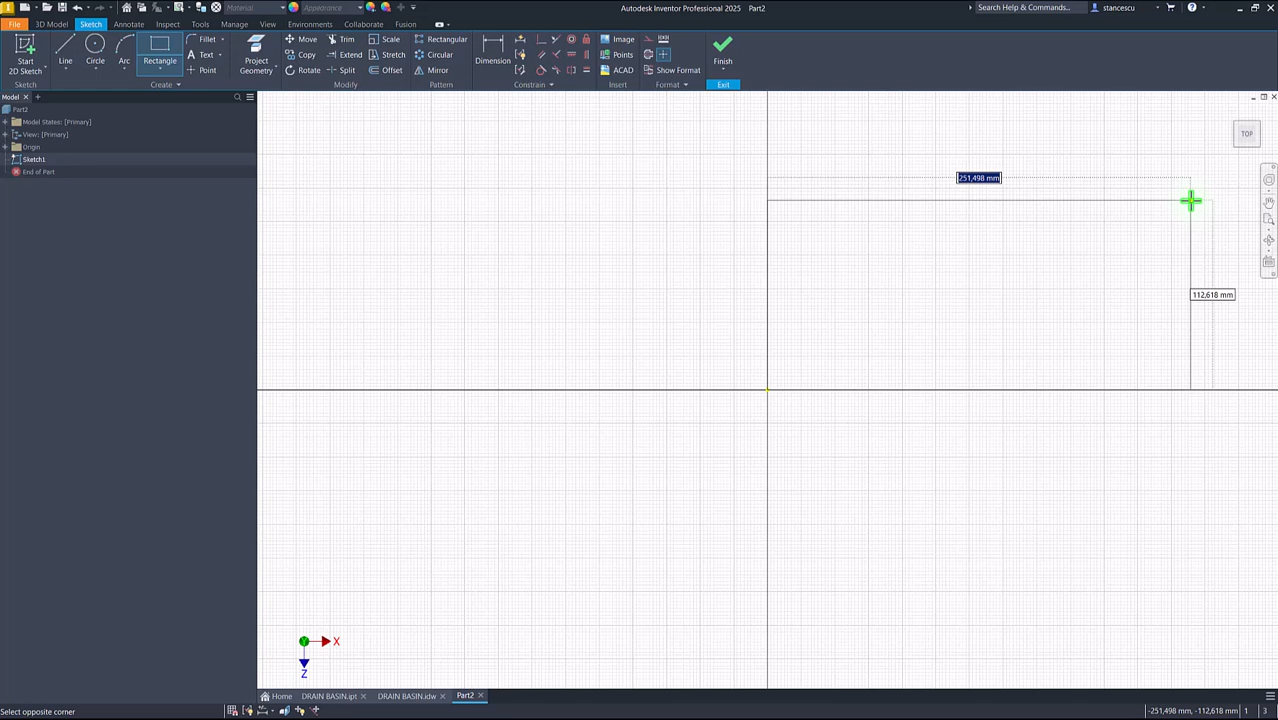 Material
Appearance
Autodesk Inventor Professional 2025 Part2
Search Help & Commands...
stancescu
File
3D Model
Sketch
Annotate
Inspect
Tools
Manage
View
Environments
Collaborate
Fusion
Start
2D Sketch
Line
Circle
Arc
Rectangle
Fillet
Text
Point
Project
Geometry
Move
Copy
Rotate
Trim
Extend
Split
Scale
Stretch
Offset
Rectangular
Circular
Mirror
Dimension
Image
Points
ACAD
Show Format
Finish
Sketch
Create
Modify
Pattern
Constrain
Insert
Format
Exit
Model
Part2
Model States: [Primary]
View: [Primary]
Origin
Sketch1
End of Part
TOP
251,498 mm
112,618 mm
Y
X
Z
Home
DRAIN BASIN.ipt
DRAIN BASIN.idw
Part2
Select opposite corner
-251,498 mm, -112,618 mm 1 3